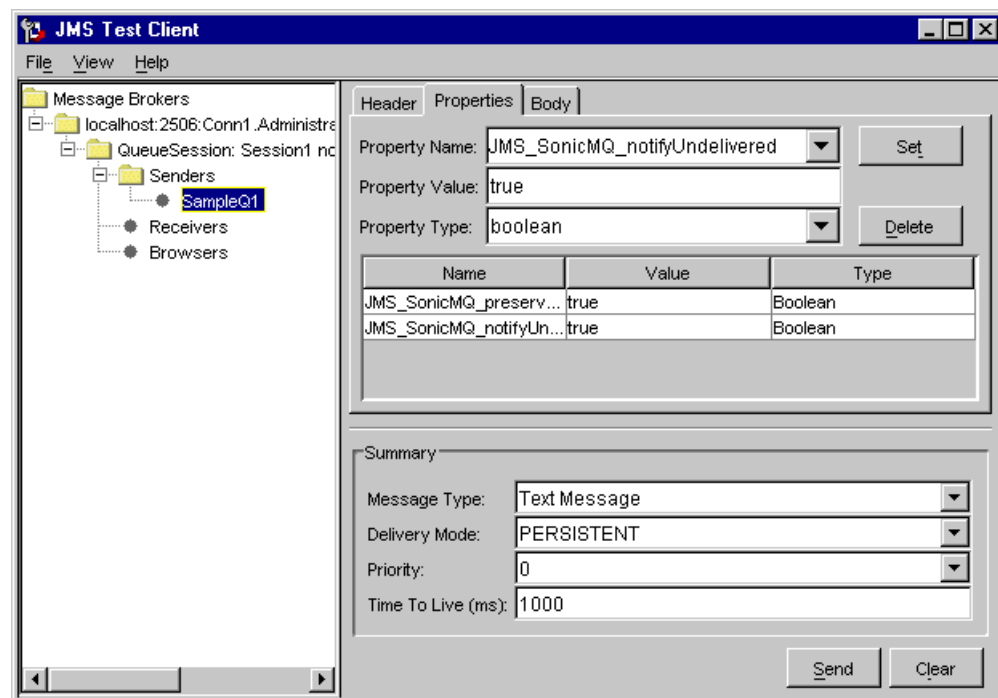 JMS Test Client
File View Help
Message Brokers
localhost:2506:Conn1.Administra
QueueSession: Session1 no
Senders
SampleQ1
Receivers
Browsers
Header Properties Body
Property Name: JMS_SonicMQ_notifyUndelivered Set
Property Value: true
Property Type: boolean Delete
Name Value Type
JMS_SonicMQ_preserv... true Boolean
JMS_SonicMQ_notifyUn... true Boolean
Summary
Message Type: Text Message
Delivery Mode: PERSISTENT
Priority: 0
Time To Live (ms): 1000
Send Clear